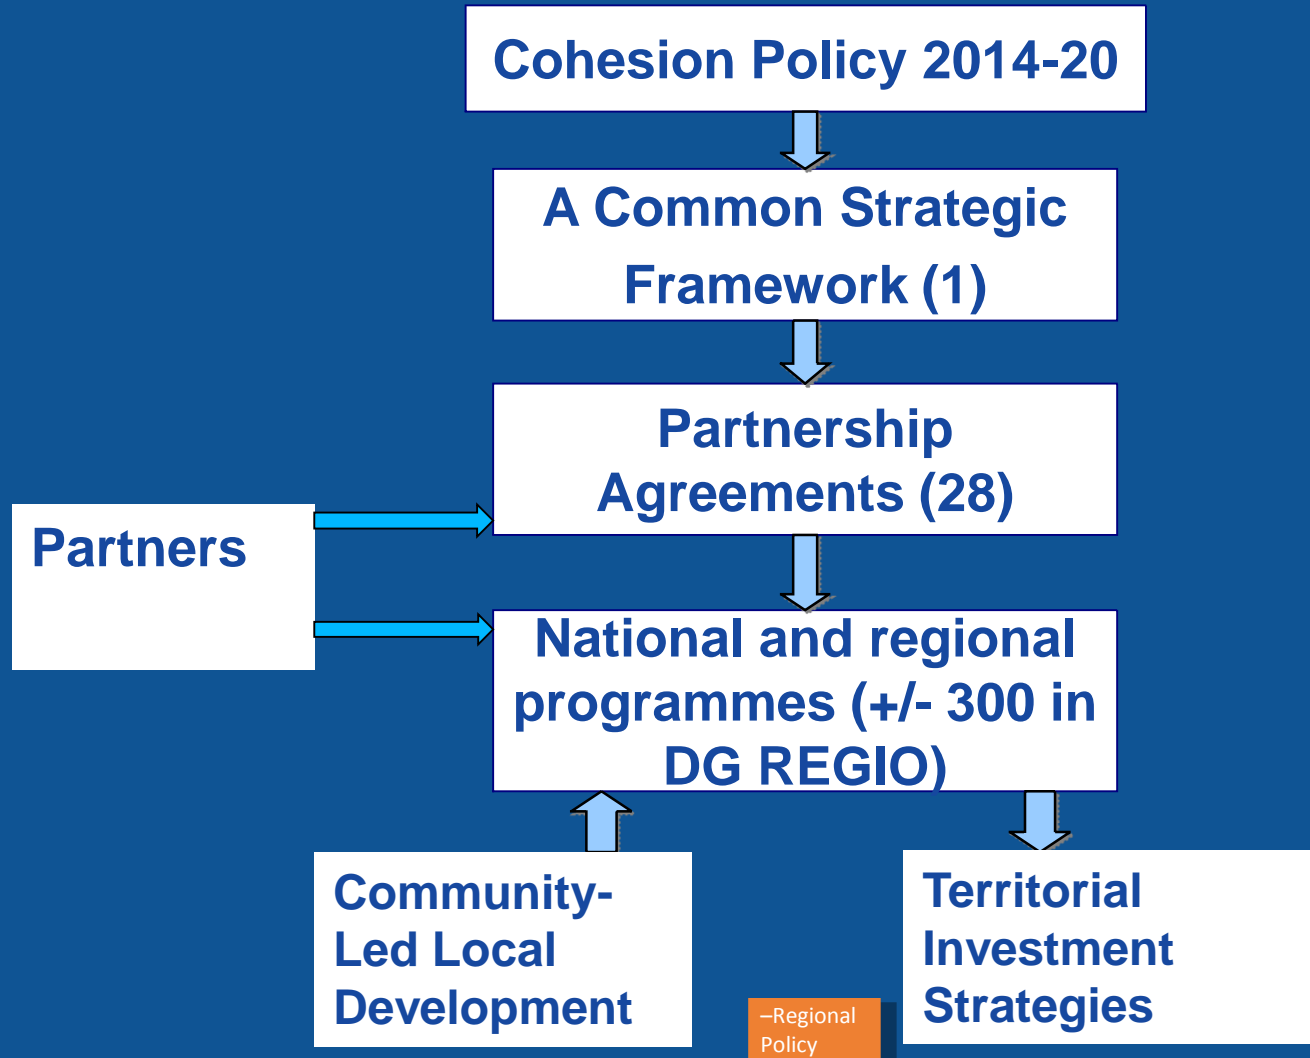 Cohesion Policy 2014-20
A Common Strategic
Framework (1)
Partnership
Agreements (28)
Partners
National and regional
programmes (+/- 300 in
DG REGIO)
Community-
Led Local
Development
Territorial
Investment
Strategies
–Regional
Policy